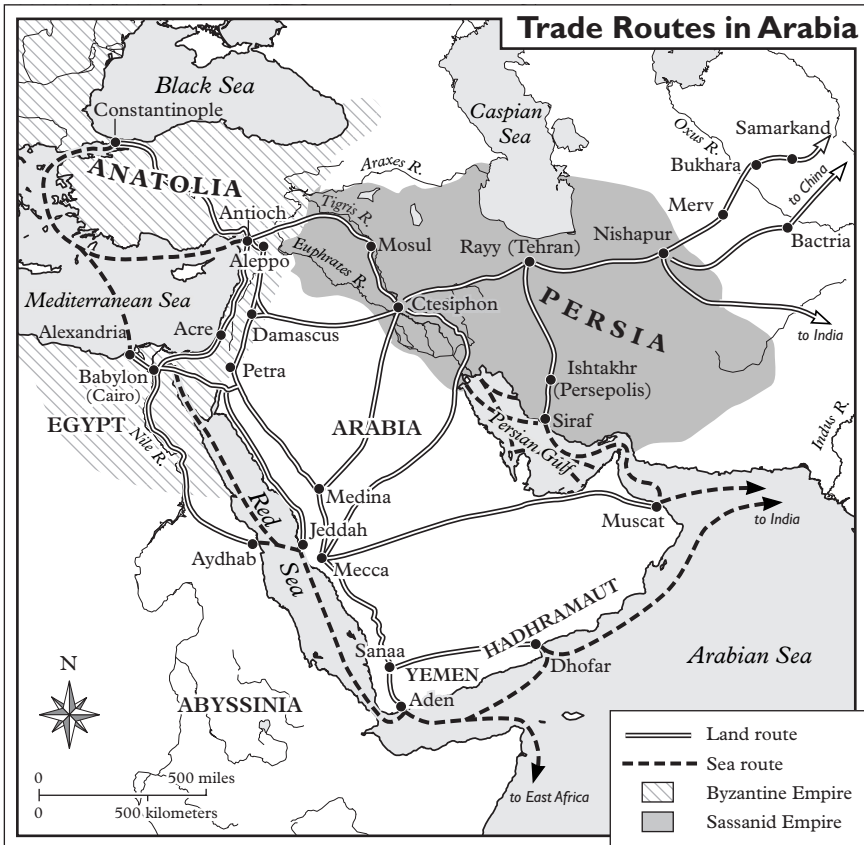 Trade Routes in Arabia
Black Sea
Constantinople
Caspian
Sea
Oxus R.
Samarkand
Bukhara
to China
Araxes R.
ANATOLIA
Tigris R.
Merv
Antioch
Mosul
Rayy (Tehran)
Nishapur
Bactria
Aleppo
Euphrates R.
Mediterranean Sea
Ctesiphon
PERSIA
Alexandria
Acre
Damascus
to India
Babylon
(Cairo)
Petra
Ishtakhr
(Persepolis)
EGYPT
Nile R.
ARABIA
Siraf
Persian Gulf
Indus R.
Medina
Red
Sea
Muscat
to India
Jeddah
Aydhab
Mecca
HADHRAMAUT
Sanaa
YEMEN
Dhofar
Arabian Sea
N
ABYSSINIA
Aden
to East Africa
0 500 miles
0 500 kilometers
Land route
Sea route
Byzantine Empire
Sassanid Empire